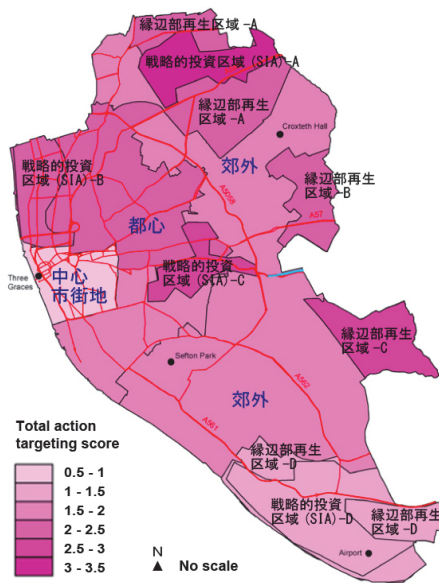 縁辺部再生区域-A
戦略的投資区域(SIA)-A
縁辺部再生
区域-A
Croxteth Hall
郊外
戦略的投資
区域(SIA)-B
縁辺部再生
区域-B
A5058
A57
都心
戦略的投資
区域(SIA)-C
Three
Graces
中心
市街地
縁辺部再生
区域-C
Sefton Park
A562
郊外
A561
縁辺部再生
区域-D
戦略的投資
区域(SIA)-D
縁辺部再生
区域-D
Airport
Total action
targeting score
0.5 - 1
1 - 1.5
1.5 - 2
2 - 2.5
2.5 - 3
3 - 3.5
N
No scale